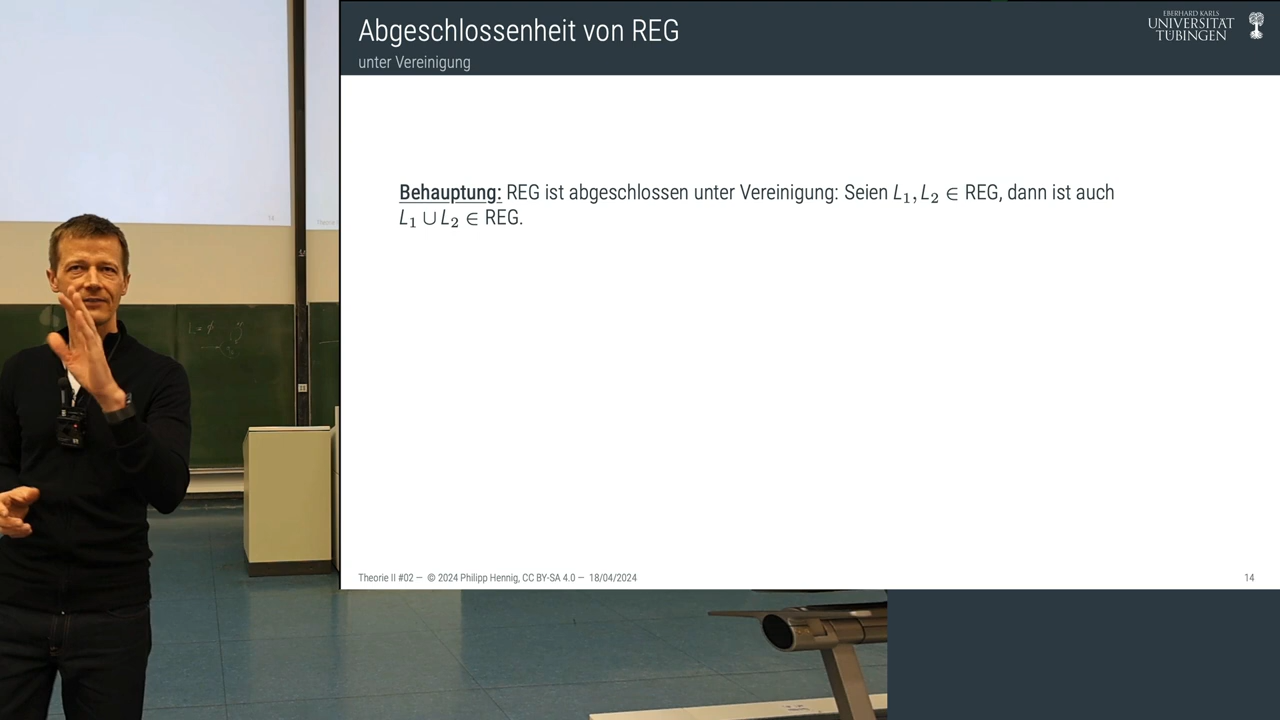 Abgeschlossenheit von REG
unter Vereinigung
EBERHARD KARLS
UNIVERSITÄT
TÜBINGEN
Behauptung: REG ist abgeschlossen unter Vereinigung: Seien L₁, L₂ ∈ REG, dann ist auch
L₁ ∪ L₂ ∈ REG.
Theorie II #02 — © 2024 Philipp Hennig, CC BY-SA 4.0 — 18/04/2024
14
14